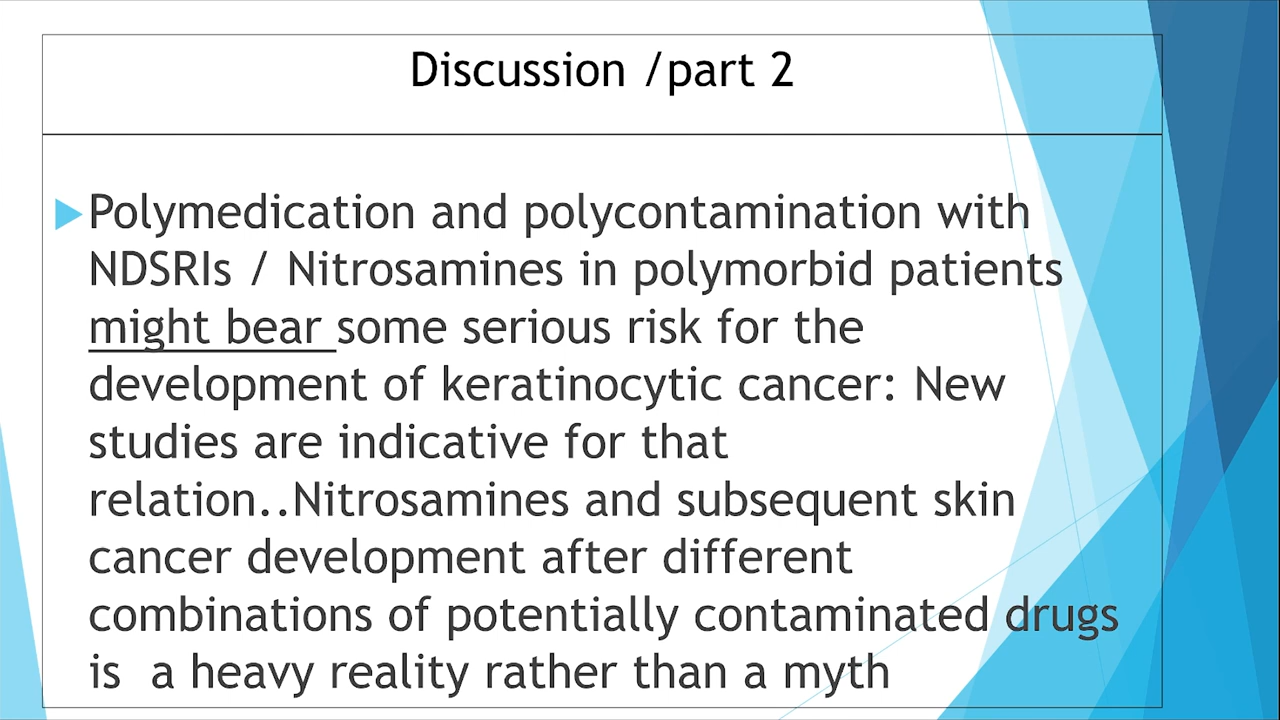 Discussion /part 2
Polymedication and polycontamination with
NDSRIs / Nitrosamines in polymorbid patients
might bear some serious risk for the
development of keratinocytic cancer: New
studies are indicative for that
relation..Nitrosamines and subsequent skin
cancer development after different
combinations of potentially contaminated drugs
is  a heavy reality rather than a myth